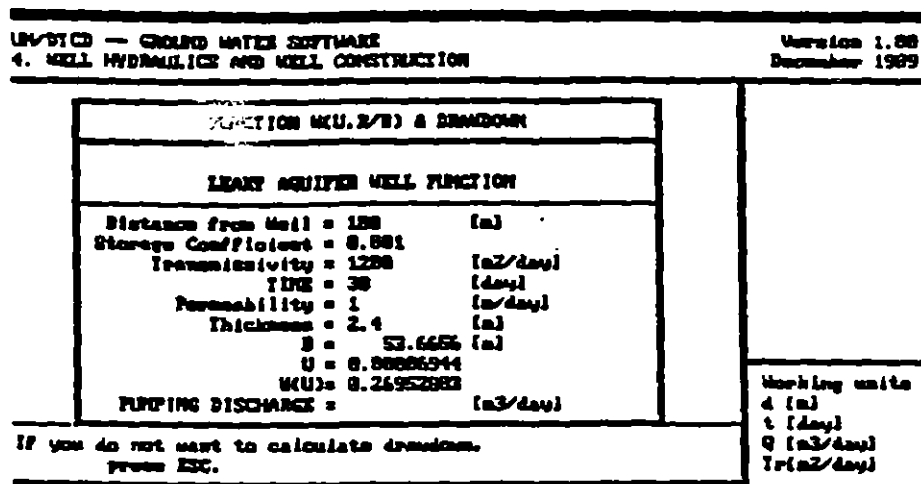 UN/DTCD — GROUND WATER SOFTWARE
Version 1.00
4. WELL HYDRAULICS AND WELL CONSTRUCTION
December 1989
FUNCTION W(U,R/B) & DRAWDOWN
LEAKY AQUIFER WELL FUNCTION
Distance from Well = 100 [m]
Storage Coefficient = 0.001
Transmissivity = 1200 [m2/day]
TIME = 30 [day]
Permeability = 1 [m/day]
Thickness = 2.4 [m]
B = 53.6656 [m]
U = 0.00006944
W(U)=
PUMPING DISCHARGE = [m3/day]
If you do not want to calculate drawdown,
press ESC.
Working units
d [m]
t [day]
Q [m3/day]
Tr[m2/day]